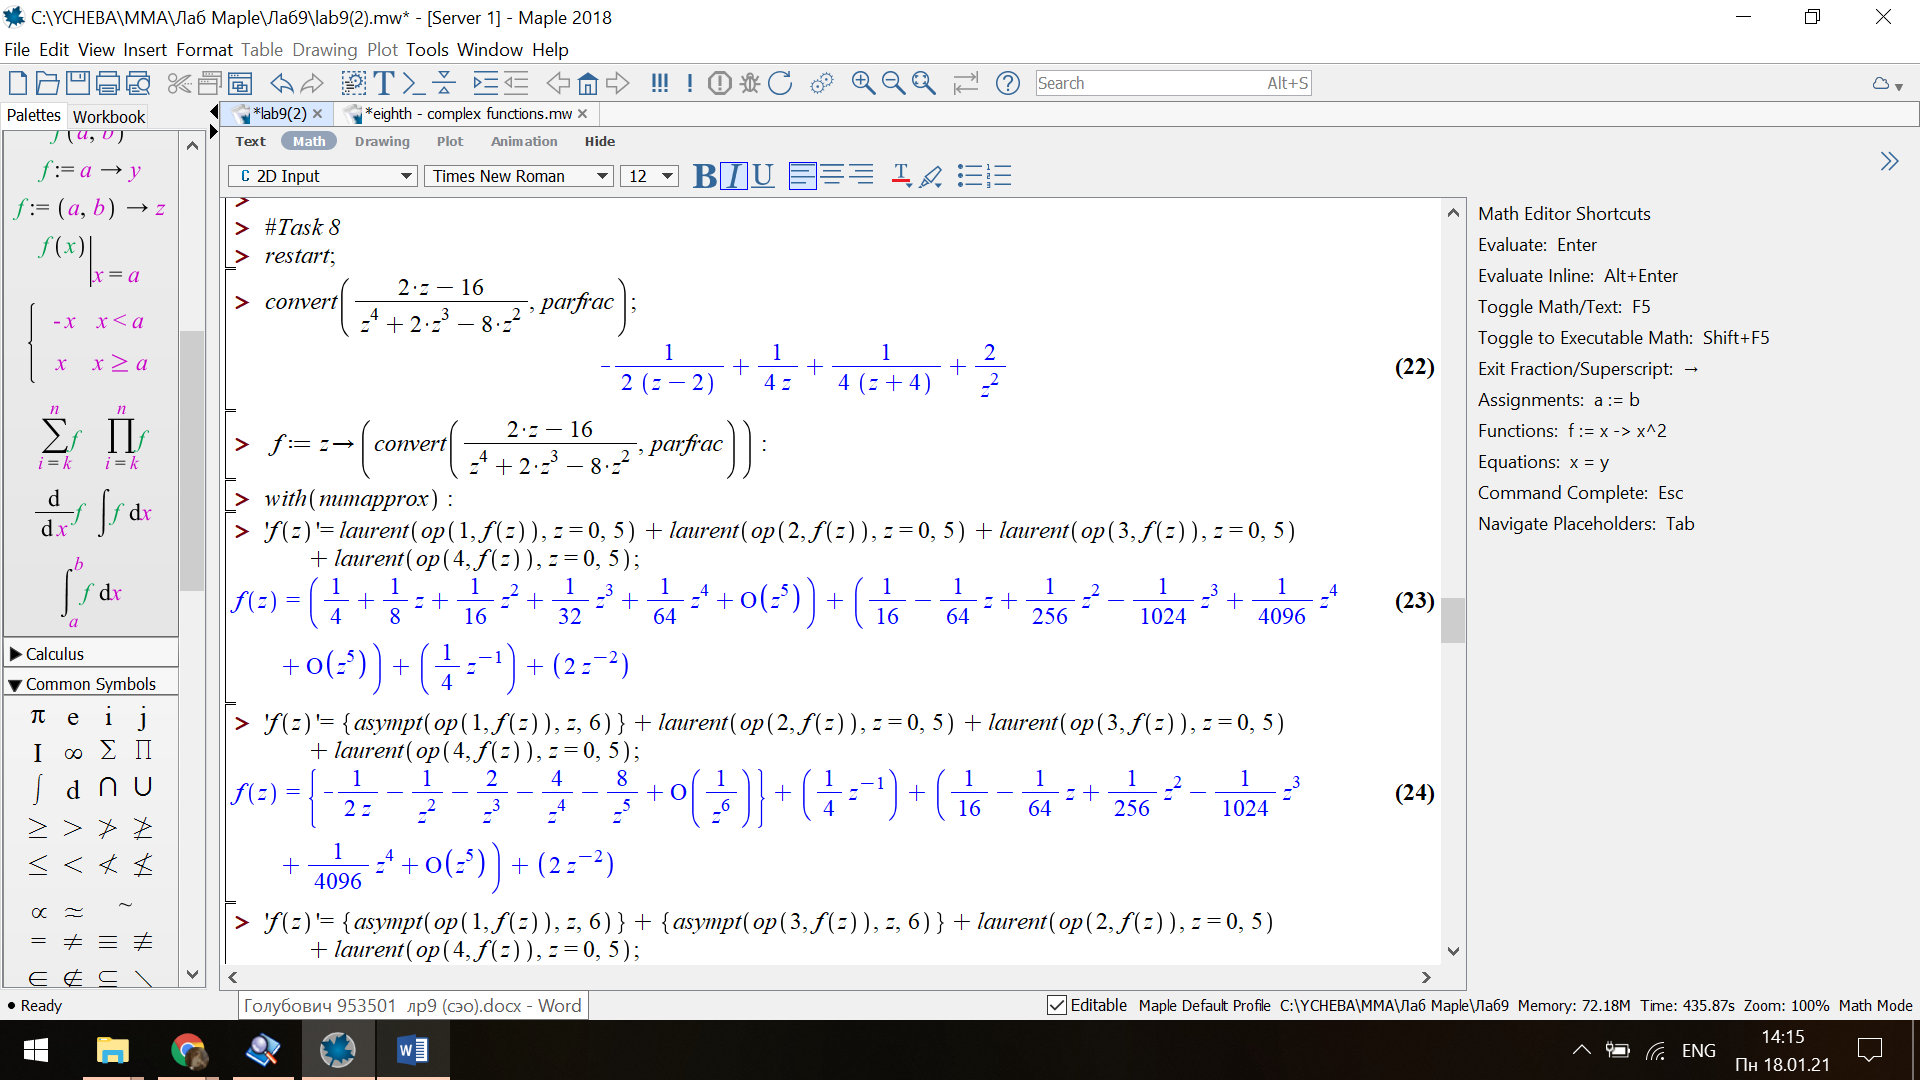 C:\YCHEBA\MMA\Лаб Maple\Лаб9\lab9(2).mw* - [Server 1] - Maple 2018
File Edit View Insert Format Table Drawing Plot Tools Window Help
Search Alt+S
Palettes Workbook
*lab9(2) *eighth - complex functions.mw
Text Math Drawing Plot Animation Hide
C 2D Input Times New Roman 12 B I U
f := a → y
f := (a, b) → z
f(x)| x = a
-x x < a
x x ≥ a
n ∑ f i = k n ∏ f i = k
d/dx f ∫ f dx
∫ b a f dx
Calculus
Common Symbols
π e i j
I ∞ ∑ ∏
∫ d ∩ ∪
≥ > ≯ ≱
≤ < ≮ ≰
∝ ≈ ~
= ≠ ≡ ≢
∈ ∉ ⊆ \
> #Task 8
> restart;
> convert((2·z − 16)/(z^4 + 2·z^3 − 8·z^2), parfrac);
-1/(2 (z − 2)) + 1/(4 z) + 1/(4 (z + 4)) + 2/z^2 (22)
> f := z→(convert((2·z − 16)/(z^4 + 2·z^3 − 8·z^2), parfrac)) :
> with(numapprox) :
> 'f(z)'= laurent(op(1, f(z)), z = 0, 5) + laurent(op(2, f(z)), z = 0, 5) + laurent(op(3, f(z)), z = 0, 5)
+ laurent(op(4, f(z)), z = 0, 5);
f(z) = (1/4 + 1/8 z + 1/16 z^2 + 1/32 z^3 + 1/64 z^4 + O(z^5)) + (1/16 − 1/64 z + 1/256 z^2 − 1/1024 z^3 + 1/4096 z^4 (23)
+ O(z^5)) + (1/4 z^−1) + (2 z^−2)
> 'f(z)'= {asympt(op(1, f(z)), z, 6)} + laurent(op(2, f(z)), z = 0, 5) + laurent(op(3, f(z)), z = 0, 5)
+ laurent(op(4, f(z)), z = 0, 5);
f(z) = {-1/(2 z) − 1/z^2 − 2/z^3 − 4/z^4 − 8/z^5 + O(1/z^6)} + (1/4 z^−1) + (1/16 − 1/64 z + 1/256 z^2 − 1/1024 z^3 (24)
+ 1/4096 z^4 + O(z^5)) + (2 z^−2)
> 'f(z)'= {asympt(op(1, f(z)), z, 6)} + {asympt(op(3, f(z)), z, 6)} + laurent(op(2, f(z)), z = 0, 5)
+ laurent(op(4, f(z)), z = 0, 5);
Math Editor Shortcuts
Evaluate: Enter
Evaluate Inline: Alt+Enter
Toggle Math/Text: F5
Toggle to Executable Math: Shift+F5
Exit Fraction/Superscript: →
Assignments: a := b
Functions: f := x -> x^2
Equations: x = y
Command Complete: Esc
Navigate Placeholders: Tab
Ready
Голубович 953501 лр9 (сэо).docx - Word
Editable Maple Default Profile C:\YCHEBA\MMA\Лаб Maple\Лаб9 Memory: 72.18M Time: 435.87s Zoom: 100% Math Mode
ENG
14:15
Пн 18.01.21